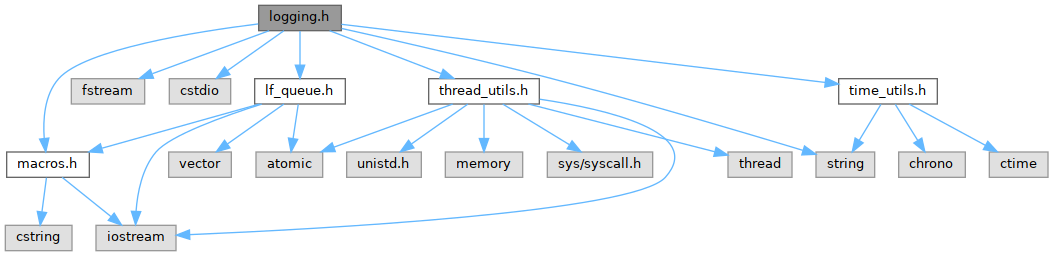 logging.h
fstream
cstdio
lf_queue.h
thread_utils.h
time_utils.h
macros.h
vector
atomic
unistd.h
memory
sys/syscall.h
thread
string
chrono
ctime
cstring
iostream